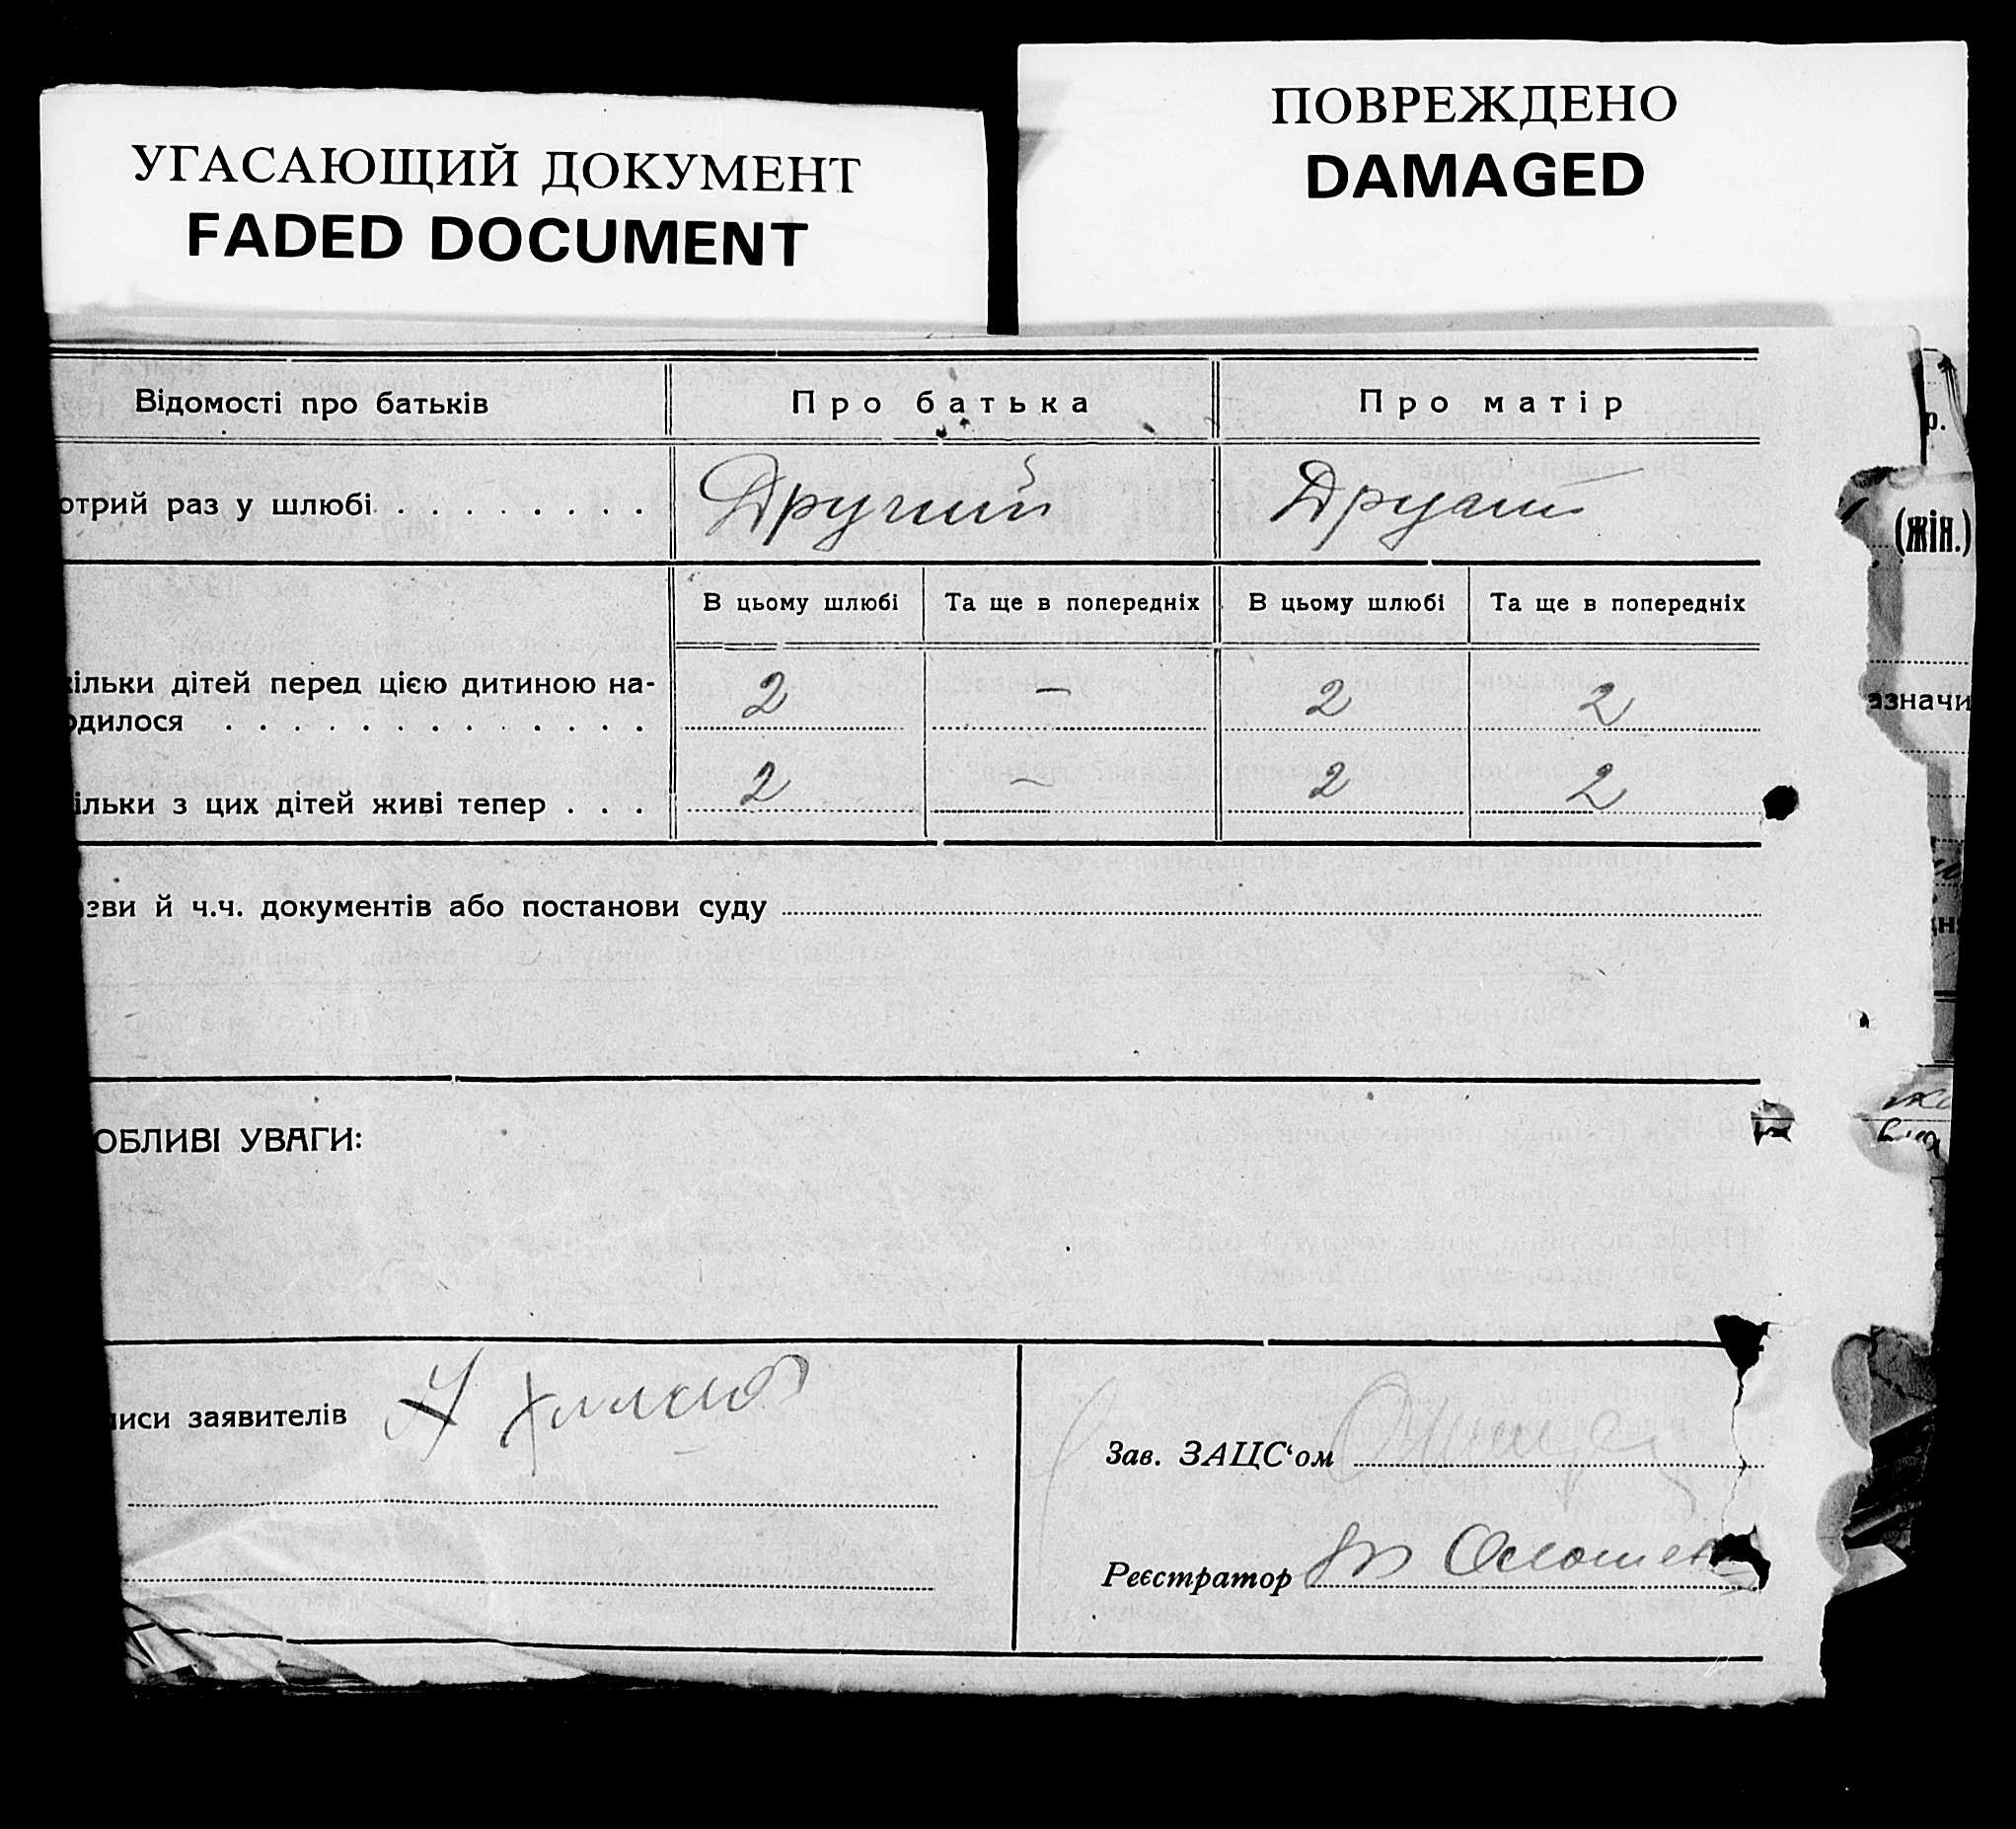 УГАСАЮЩИЙ ДОКУМЕНТ
FADED DOCUMENT
ПОВРЕЖДЕНО
DAMAGED
Відомості про батьків Про батька Про матір
р.
отрий раз у шлюбі . . . . . . . . . Другий Другий
(жін.)
В цьому шлюбі Та ще в попередніх В цьому шлюбі Та ще в попередніх
ільки дітей перед цією дитиною на-
одилося . . . . . . . . . . . . . 2 — 2 2
азначи
ільки з цих дітей живі тепер . . . 2 — 2 2
зви й ч.ч. документів або постанови суду
ОБЛИВІ УВАГИ:
иси заявителів
Зав. ЗАЦС‘ом
Реєстратор